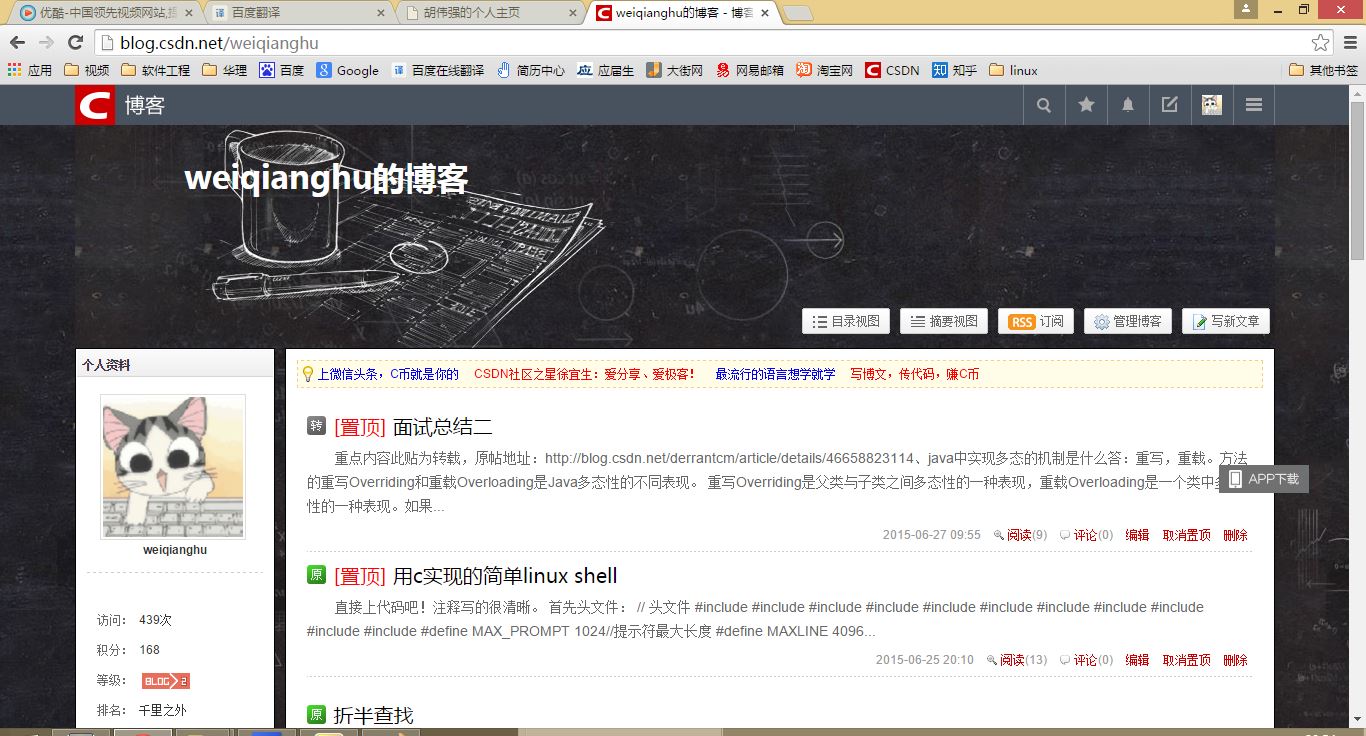 优酷-中国领先视频网站,提
百度翻译
胡伟强的个人主页
weiqianghu的博客 - 博客
blog.csdn.net/weiqianghu
应用 视频 软件工程 华理 百度 Google 百度在线翻译 简历中心 应届生 大街网 网易邮箱 淘宝网 CSDN 知乎 linux 其他书签
C 博客
weiqianghu的博客
目录视图 摘要视图 RSS 订阅 管理博客 写新文章
个人资料
weiqianghu
访问： 439次
积分： 168
等级： BLOG 2
排名： 千里之外
上微信头条，C币就是你的 CSDN社区之星徐宜生：爱分享、爱极客！ 最流行的语言想学就学 写博文，传代码，赚C币
转 [置顶] 面试总结二
重点内容此贴为转载，原帖地址：http://blog.csdn.net/derrantcm/article/details/46658823114、java中实现多态的机制是什么答：重写，重载。方法
的重写Overriding和重载Overloading是Java多态性的不同表现。 重写Overriding是父类与子类之间多态性的一种表现，重载Overloading是一个类中
性的一种表现。如果...
APP下载
2015-06-27 09:55 阅读(9) 评论(0) 编辑 取消置顶 删除
原 [置顶] 用c实现的简单linux shell
直接上代码吧！注释写的很清晰。 首先头文件： // 头文件 #include #include #include #include #include #include #include #include #include
#include #include #define MAX_PROMPT 1024//提示符最大长度 #define MAXLINE 4096...
2015-06-25 20:10 阅读(13) 评论(0) 编辑 取消置顶 删除
原 折半查找